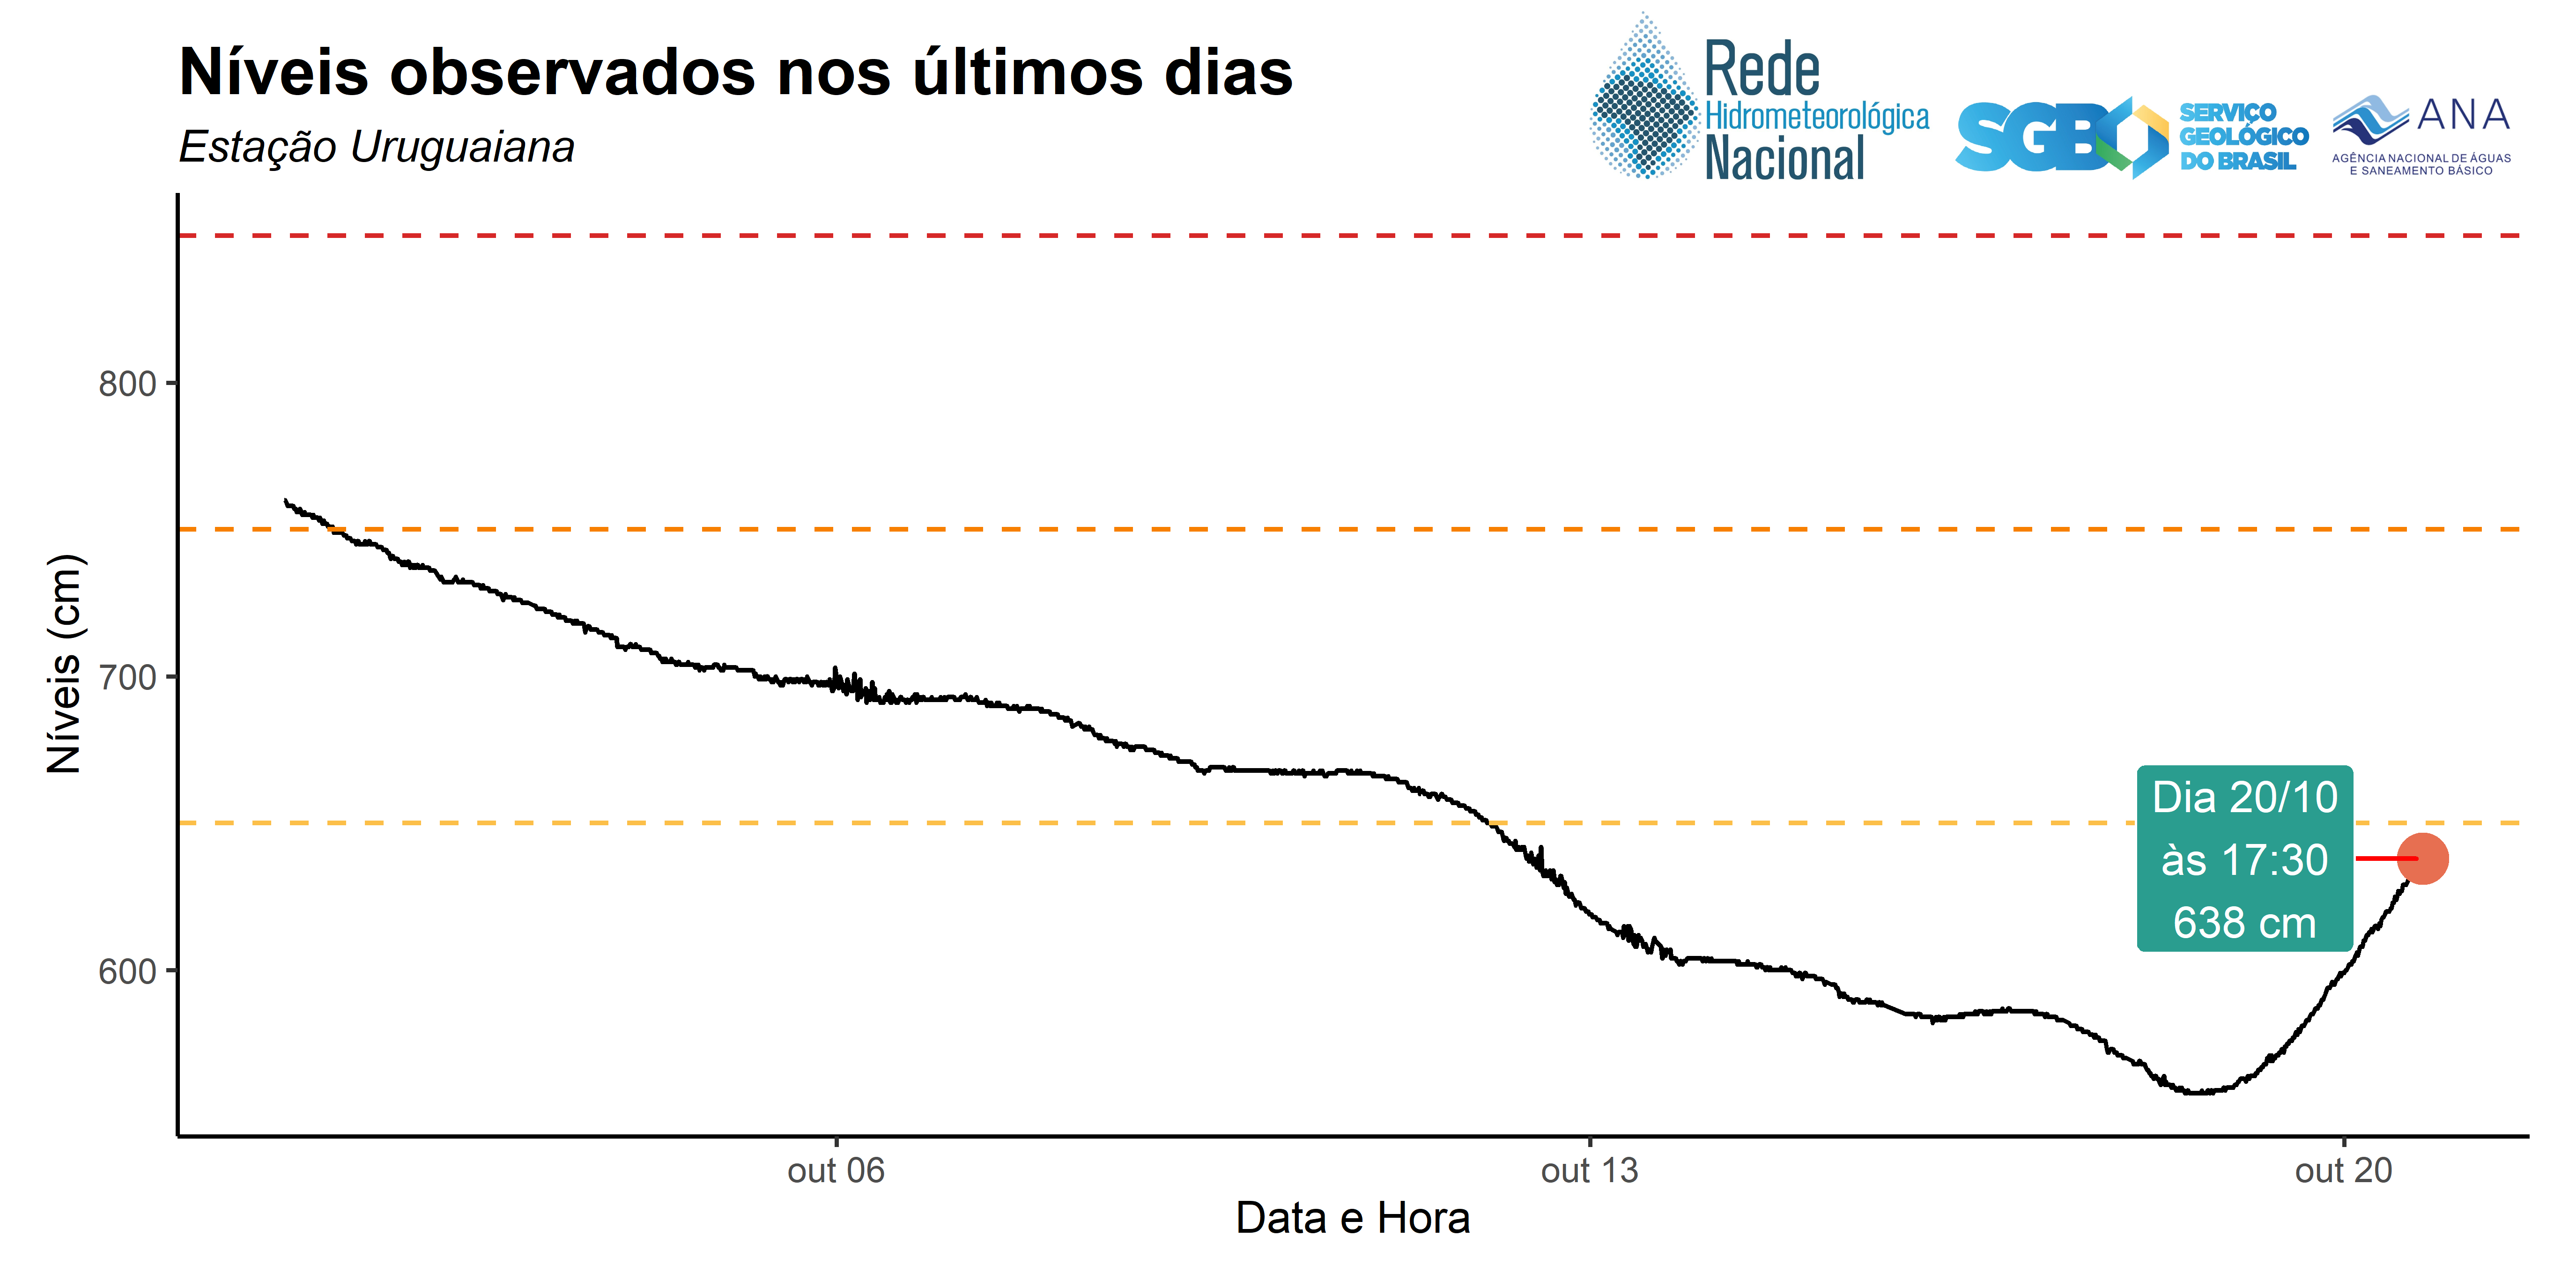 Níveis observados nos últimos dias
Estação Uruguaiana
Rede
Hidrometeorológica
Nacional
SGB
SERVIÇO
GEOLÓGICO
DO BRASIL
ANA
AGÊNCIA NACIONAL DE ÁGUAS
E SANEAMENTO BÁSICO
Níveis (cm)
800
700
600
Dia 20/10
às 17:30
638 cm
out 06
out 13
out 20
Data e Hora